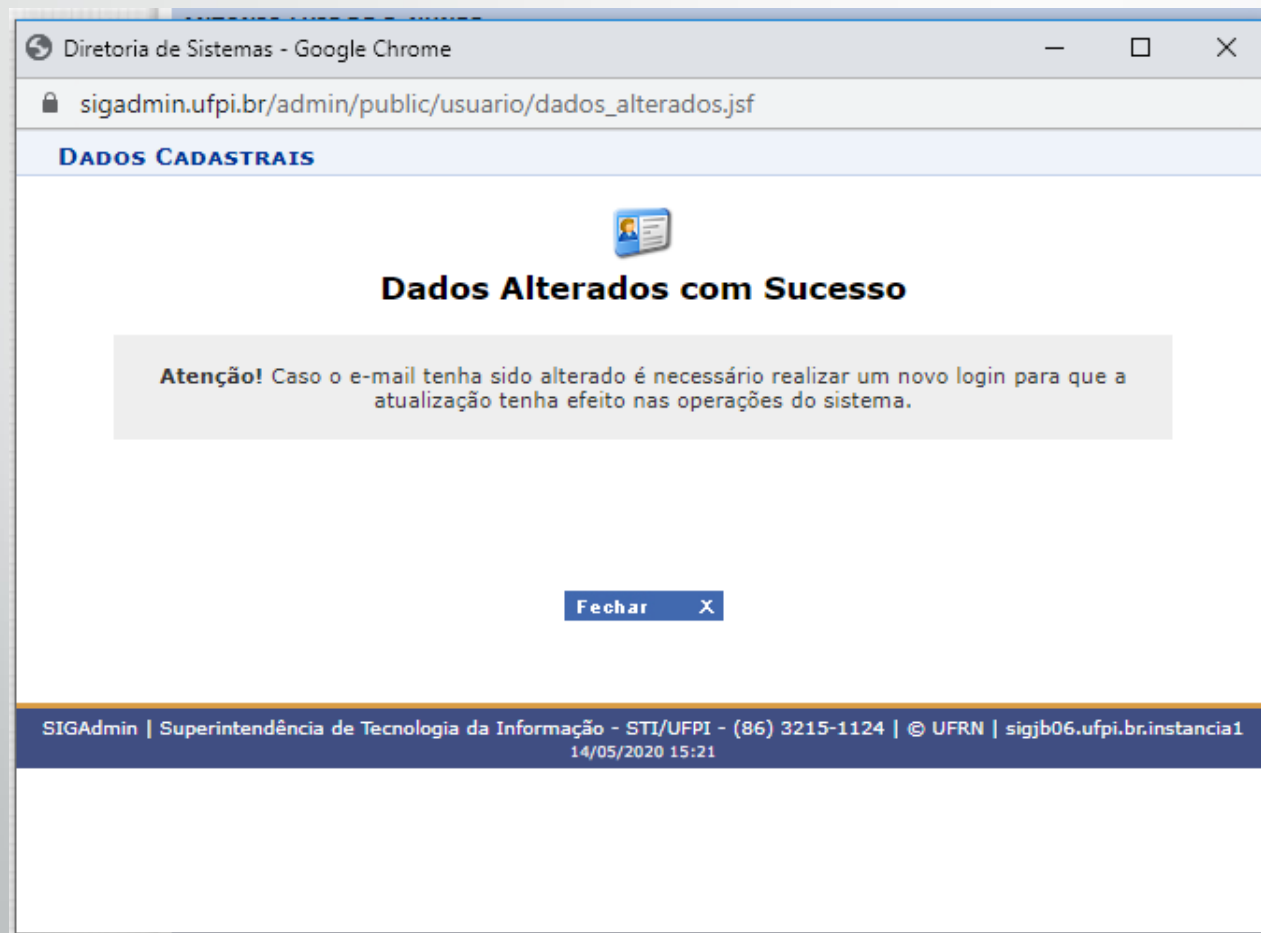 Diretoria de Sistemas - Google Chrome
sigadmin.ufpi.br/admin/public/usuario/dados_alterados.jsf
DADOS CADASTRAIS
Dados Alterados com Sucesso
Atenção! Caso o e-mail tenha sido alterado é necessário realizar um novo login para que a
atualização tenha efeito nas operações do sistema.
Fechar X
SIGAdmin | Superintendência de Tecnologia da Informação - STI/UFPI - (86) 3215-1124 | © UFRN | sigjb06.ufpi.br.instancia1
14/05/2020 15:21